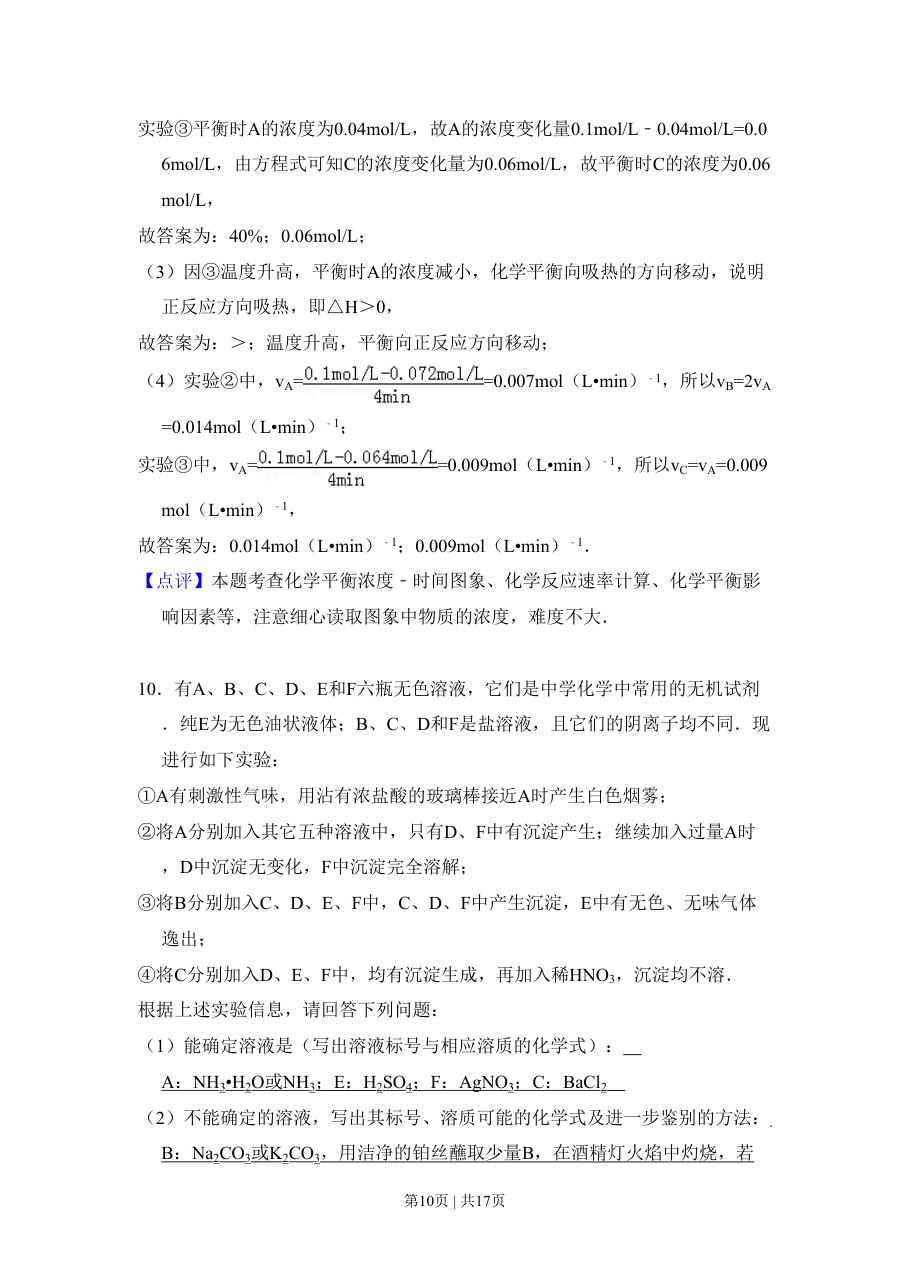 实验③平衡时A的浓度为0.04mol/L，故A的浓度变化量0.1mol/L﹣0.04mol/L=0.0
6mol/L，由方程式可知C的浓度变化量为0.06mol/L，故平衡时C的浓度为0.06
mol/L，
故答案为：40%；0.06mol/L；
（3）因③温度升高，平衡时A的浓度减小，化学平衡向吸热的方向移动，说明
正反应方向吸热，即△H＞0，
故答案为：＞；温度升高，平衡向正反应方向移动；
（4）实验②中，vA=0.1mol/L-0.072mol/L/4min=0.007mol（L•min）﹣1，所以vB=2vA
=0.014mol（L•min）﹣1；
实验③中，vA=0.1mol/L-0.064mol/L/4min=0.009mol（L•min）﹣1，所以vC=vA=0.009
mol（L•min）﹣1，
故答案为：0.014mol（L•min）﹣1；0.009mol（L•min）﹣1．
【点评】本题考查化学平衡浓度﹣时间图象、化学反应速率计算、化学平衡影
响因素等，注意细心读取图象中物质的浓度，难度不大．
10．有A、B、C、D、E和F六瓶无色溶液，它们是中学化学中常用的无机试剂
．纯E为无色油状液体；B、C、D和F是盐溶液，且它们的阴离子均不同．现
进行如下实验：
①A有刺激性气味，用沾有浓盐酸的玻璃棒接近A时产生白色烟雾；
②将A分别加入其它五种溶液中，只有D、F中有沉淀产生；继续加入过量A时
，D中沉淀无变化，F中沉淀完全溶解；
③将B分别加入C、D、E、F中，C、D、F中产生沉淀，E中有无色、无味气体
逸出；
④将C分别加入D、E、F中，均有沉淀生成，再加入稀HNO3，沉淀均不溶．
根据上述实验信息，请回答下列问题：
（1）能确定溶液是（写出溶液标号与相应溶质的化学式）：
A：NH3•H2O或NH3；E：H2SO4；F：AgNO3；C：BaCl2
（2）不能确定的溶液，写出其标号、溶质可能的化学式及进一步鉴别的方法：
B：Na2CO3或K2CO3，用洁净的铂丝蘸取少量B，在酒精灯火焰中灼烧，若
第10页 | 共17页